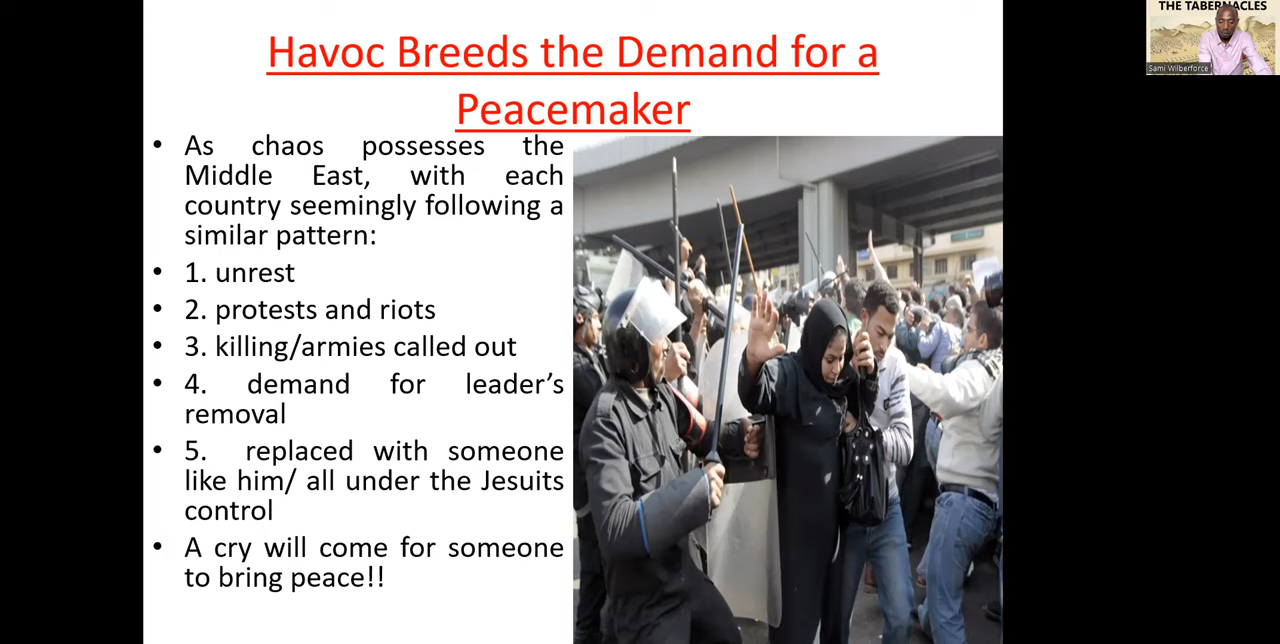 Havoc Breeds the Demand for a
Peacemaker
• As chaos possesses the
Middle East, with each
country seemingly following a
similar pattern:
• 1. unrest
• 2. protests and riots
• 3. killing/armies called out
• 4. demand for leader’s
removal
• 5. replaced with someone
like him/ all under the Jesuits
control
• A cry will come for someone
to bring peace!!
THE TABERNACLES
Sami Wilberforce